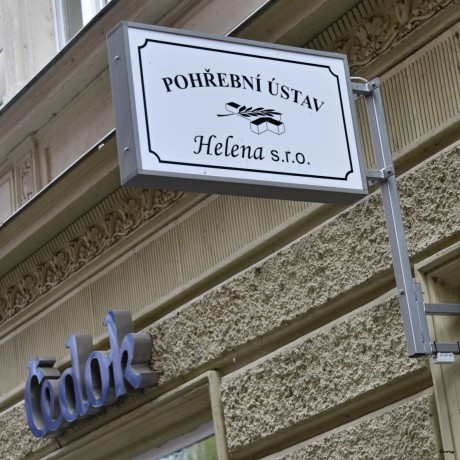 POHŘEBNÍ ÚSTAV
Helena s.r.o.
čedok